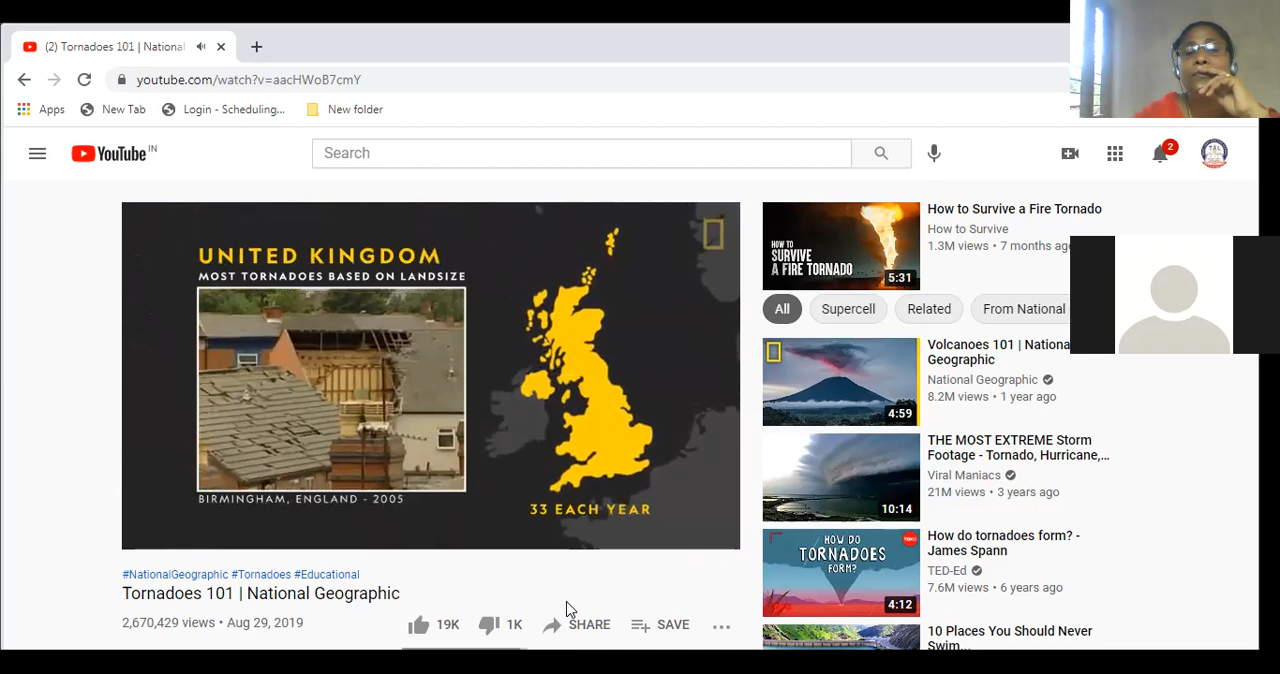 (2) Tornadoes 101 | National
youtube.com/watch?v=aacHWoB7cmY
Apps
New Tab
Login - Scheduling...
New folder
YouTube IN
Search
2
UNITED KINGDOM
MOST TORNADOES BASED ON LANDSIZE
BIRMINGHAM, ENGLAND - 2005
33 EACH YEAR
#NationalGeographic #Tornadoes #Educational
Tornadoes 101 | National Geographic
2,670,429 views • Aug 29, 2019
19K
1K
SHARE
SAVE
HOW TO
SURVIVE
A FIRE TORNADO
5:31
How to Survive a Fire Tornado
How to Survive
1.3M views • 7 months
All
Supercell
Related
From National
4:59
Volcanoes 101 | Nationa
Geographic
National Geographic
8.2M views • 1 year ago
10:14
THE MOST EXTREME Storm
Footage - Tornado, Hurricane,...
Viral Maniacs
21M views • 3 years ago
HOW DO
TORNADOES
FORM?
4:12
How do tornadoes form? -
James Spann
TED-Ed
7.6M views • 6 years ago
10 Places You Should Never
Swim...